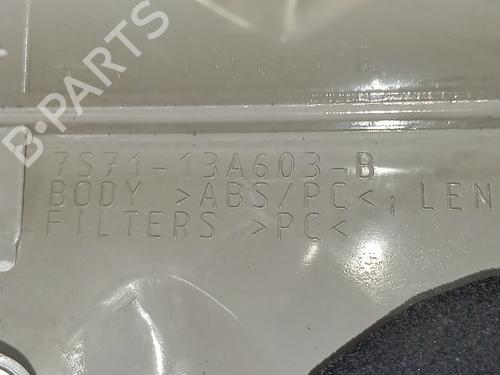 B-PARTS
7S71-13A603-B
BODY >ABS/PC<¡ LEN
FILTERS >PC<